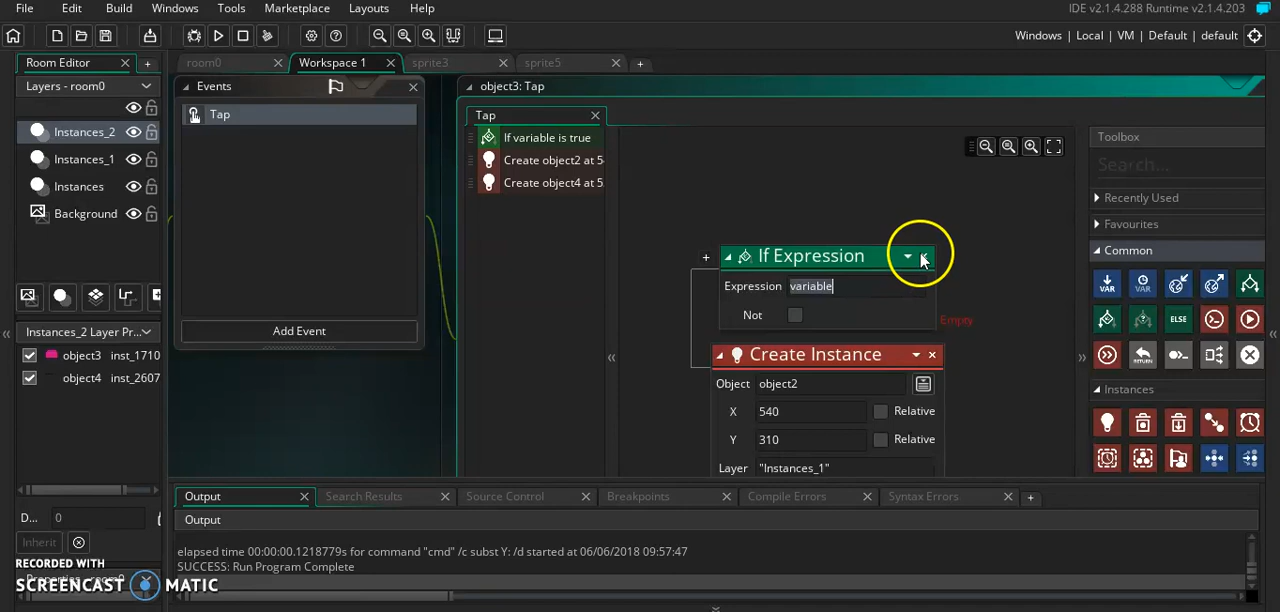 File Edit Build Windows Tools Marketplace Layouts Help IDE v2.1.4.288 Runtime v2.1.4.203
Windows | Local | VM | Default | default
Room Editor
room0
Workspace 1
sprite3
sprite5
Layers - room0
Instances_2
Instances_1
Instances
Background
Instances_2 Layer Pr...
object3 inst_1710
object4 inst_2607
D... 0
Inherit
Events
Tap
Add Event
object3: Tap
Tap
If variable is true
Create object2 at 5
Create object4 at 5
If Expression
Expression variable
Not
Empty
Create Instance
Object object2
X 540 Relative
Y 310 Relative
Layer "Instances_1"
Toolbox
Search...
Recently Used
Favourites
Common
VAR VAR
ELSE
RETURN
Instances
Output Search Results Source Control Breakpoints Compile Errors Syntax Errors
Output
elapsed time 00:00:00.1218779s for command "cmd" /c subst Y: /d started at 06/06/2018 09:57:47
SUCCESS: Run Program Complete
RECORDED WITH
SCREENCAST MATIC